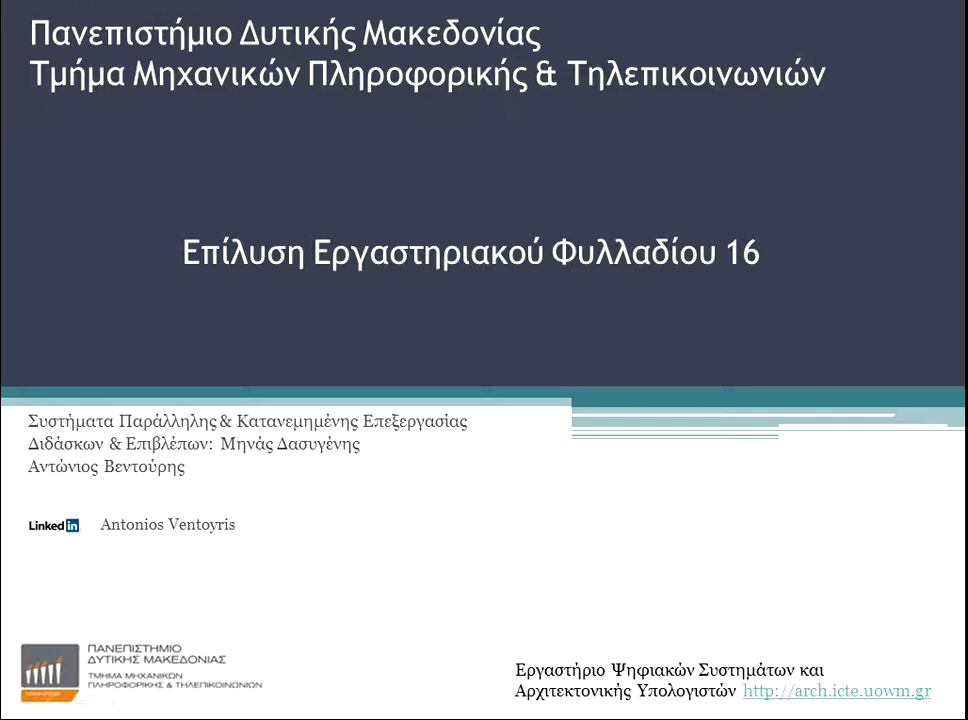 Πανεπιστήμιο Δυτικής Μακεδονίας
Τμήμα Μηχανικών Πληροφορικής & Τηλεπικοινωνιών
Επίλυση Εργαστηριακού Φυλλαδίου 16
Συστήματα Παράλληλης & Κατανεμημένης Επεξεργασίας
Διδάσκων & Επιβλέπων: Μηνάς Δασυγένης
Αντώνιος Βεντούρης
Linked in Antonios Ventoyris
ΠΑΝΕΠΙΣΤΗΜΙΟ
ΔΥΤΙΚΗΣ ΜΑΚΕΔΟΝΙΑΣ
ΤΜΗΜΑ ΜΗΧΑΝΙΚΩΝ
ΠΛΗΡΟΦΟΡΙΚΗΣ & ΤΗΛΕΠΙΚΟΙΝΩΝΙΩΝ
Εργαστήριο Ψηφιακών Συστημάτων και
Αρχιτεκτονικής Υπολογιστών http://arch.icte.uowm.gr